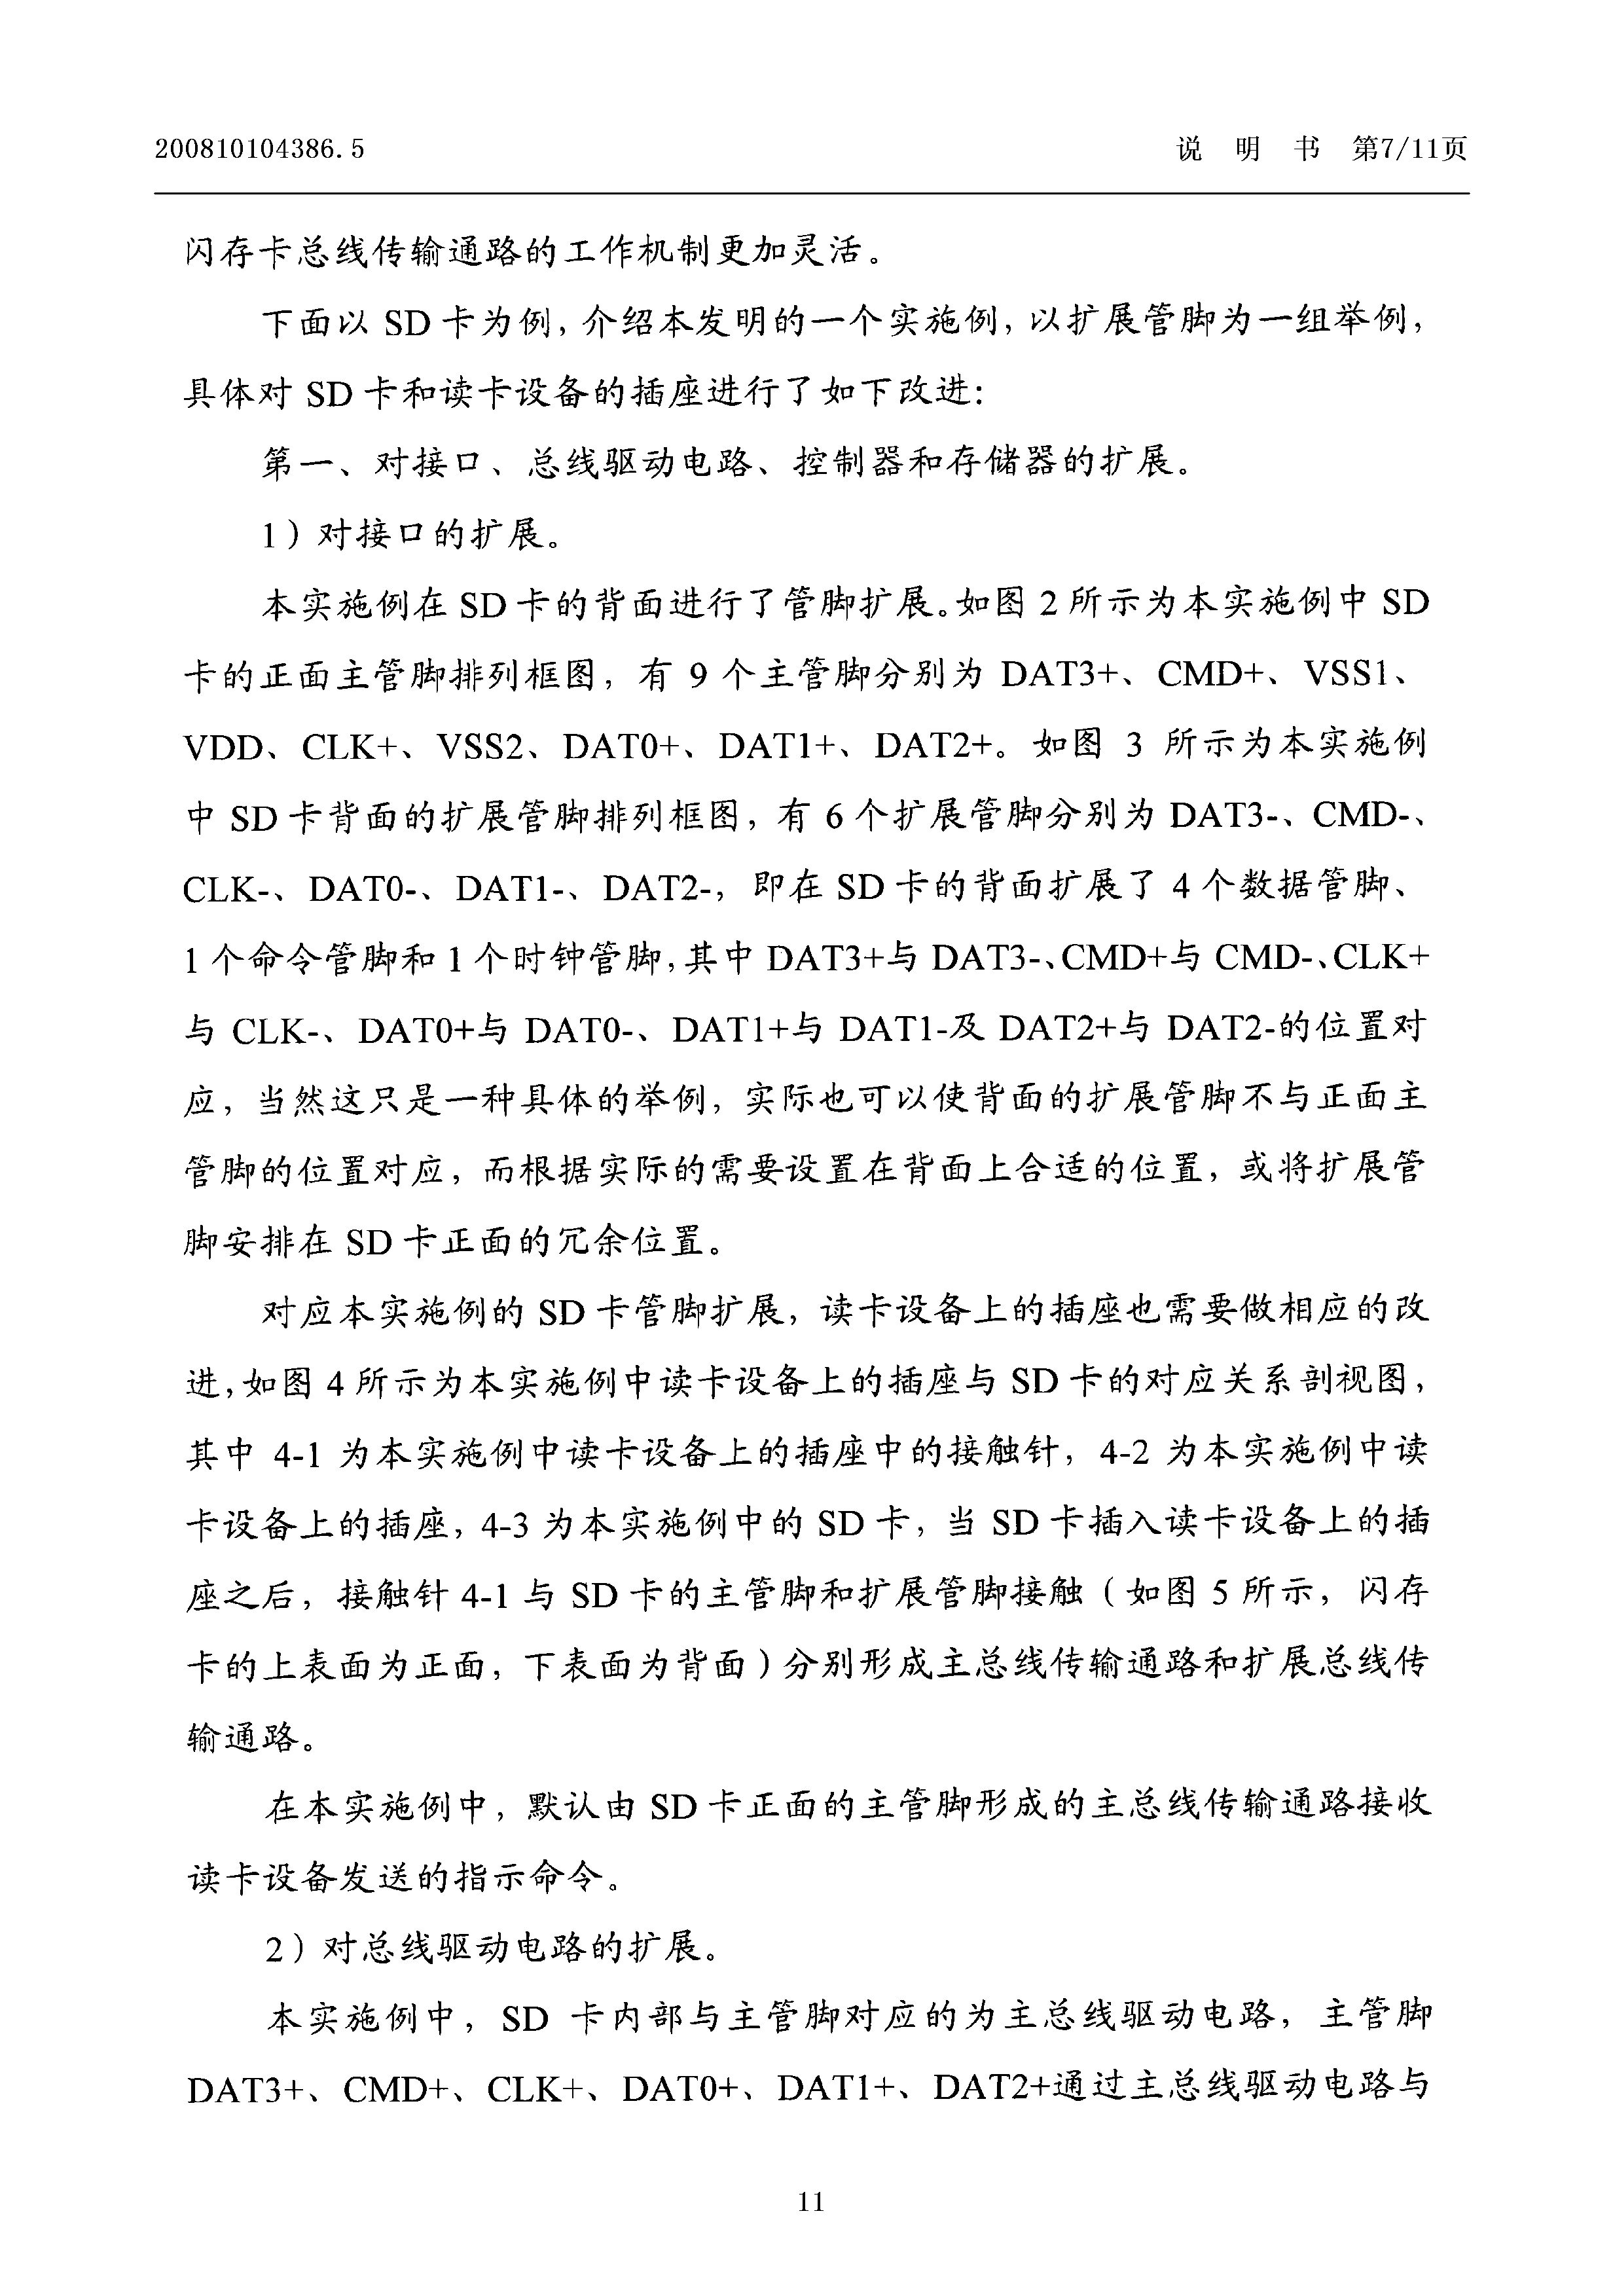 200810104386.5 说 明 书 第7/11页
闪存卡总线传输通路的工作机制更加灵活。
下面以 SD 卡为例，介绍本发明的一个实施例，以扩展管脚为一组举例，
具体对 SD 卡和读卡设备的插座进行了如下改进：
第一、对接口、总线驱动电路、控制器和存储器的扩展。
1）对接口的扩展。
本实施例在 SD 卡的背面进行了管脚扩展。如图 2 所示为本实施例中 SD
卡的正面主管脚排列框图，有 9 个主管脚分别为 DAT3+、CMD+、VSS1、
VDD、CLK+、VSS2、DAT0+、DAT1+、DAT2+。如图 3 所示为本实施例
中 SD 卡背面的扩展管脚排列框图，有 6 个扩展管脚分别为 DAT3-、CMD-、
CLK-、DAT0-、DAT1-、DAT2-，即在 SD 卡的背面扩展了 4 个数据管脚、
1 个命令管脚和 1 个时钟管脚，其中 DAT3+与 DAT3-、CMD+与 CMD-、CLK+
与 CLK-、DAT0+与 DAT0-、DAT1+与 DAT1-及 DAT2+与 DAT2-的位置对
应，当然这只是一种具体的举例，实际也可以使背面的扩展管脚不与正面主
管脚的位置对应，而根据实际的需要设置在背面上合适的位置，或将扩展管
脚安排在 SD 卡正面的冗余位置。
对应本实施例的 SD 卡管脚扩展，读卡设备上的插座也需要做相应的改
进，如图 4 所示为本实施例中读卡设备上的插座与 SD 卡的对应关系剖视图，
其中 4-1 为本实施例中读卡设备上的插座中的接触针，4-2 为本实施例中读
卡设备上的插座，4-3 为本实施例中的 SD 卡，当 SD 卡插入读卡设备上的插
座之后，接触针 4-1 与 SD 卡的主管脚和扩展管脚接触（如图 5 所示，闪存
卡的上表面为正面，下表面为背面）分别形成主总线传输通路和扩展总线传
输通路。
在本实施例中，默认由 SD 卡正面的主管脚形成的主总线传输通路接收
读卡设备发送的指示命令。
2）对总线驱动电路的扩展。
本实施例中，SD 卡内部与主管脚对应的为主总线驱动电路，主管脚
DAT3+、CMD+、CLK+、DAT0+、DAT1+、DAT2+通过主总线驱动电路与
11